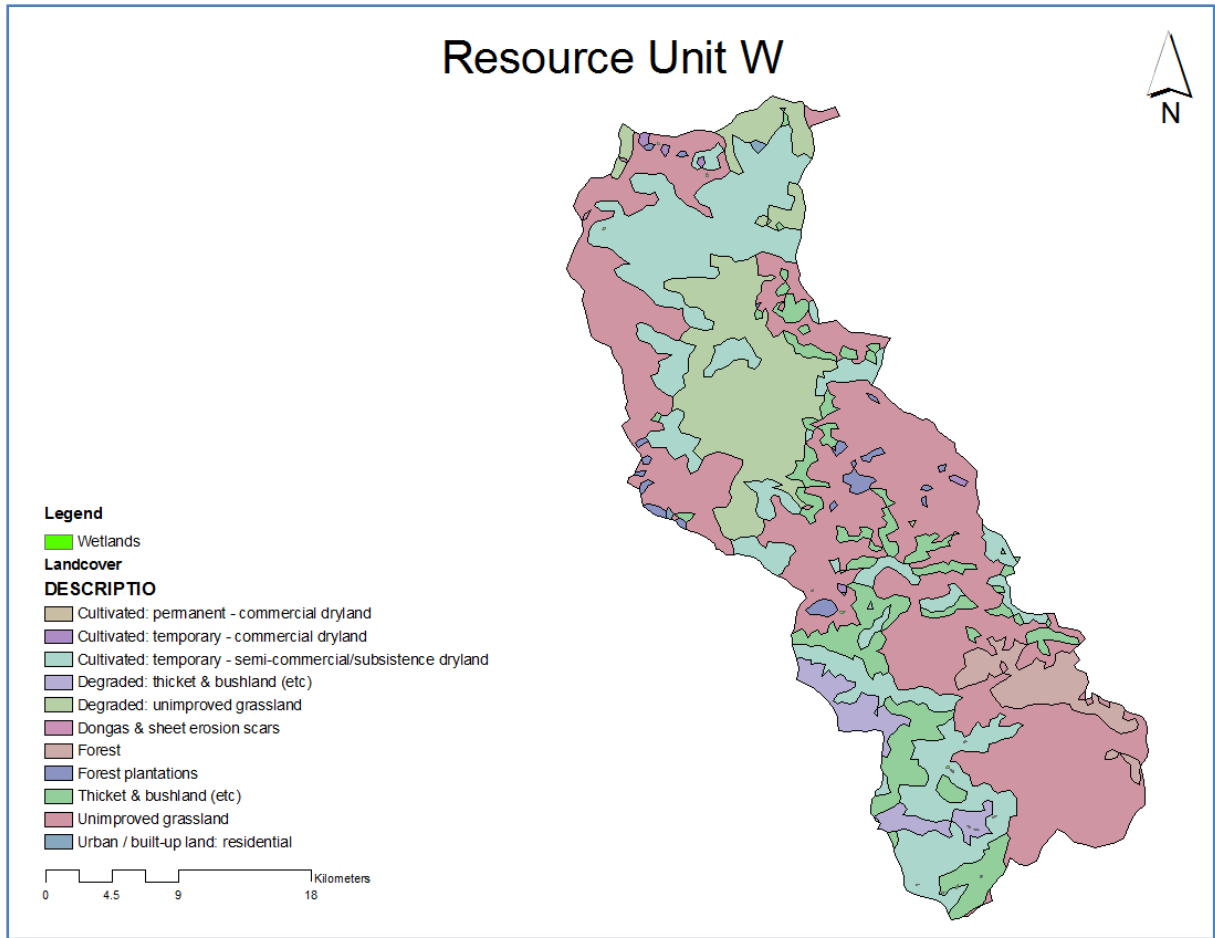 Resource Unit W
N
Legend
Wetlands
Landcover
DESCRIPTIO
Cultivated: permanent - commercial dryland
Cultivated: temporary - commercial dryland
Cultivated: temporary - semi-commercial/subsistence dryland
Degraded: thicket & bushland (etc)
Degraded: unimproved grassland
Dongas & sheet erosion scars
Forest
Forest plantations
Thicket & bushland (etc)
Unimproved grassland
Urban / built-up land: residential
Kilometers
0 4.5 9 18